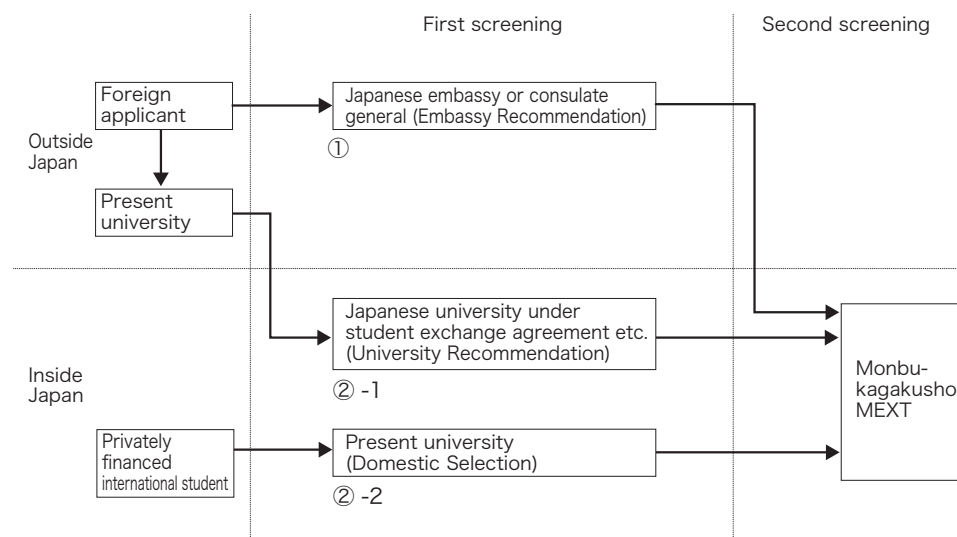 First screening
Second screening
Foreign
applicant
Japanese embassy or consulate
general (Embassy Recommendation)
①
Outside
Japan
Present
university
Japanese university under
student exchange agreement etc.
(University Recommendation)
② -1
Inside
Japan
Monbu-
kagakusho
MEXT
Privately
financed
international student
Present university
(Domestic Selection)
② -2